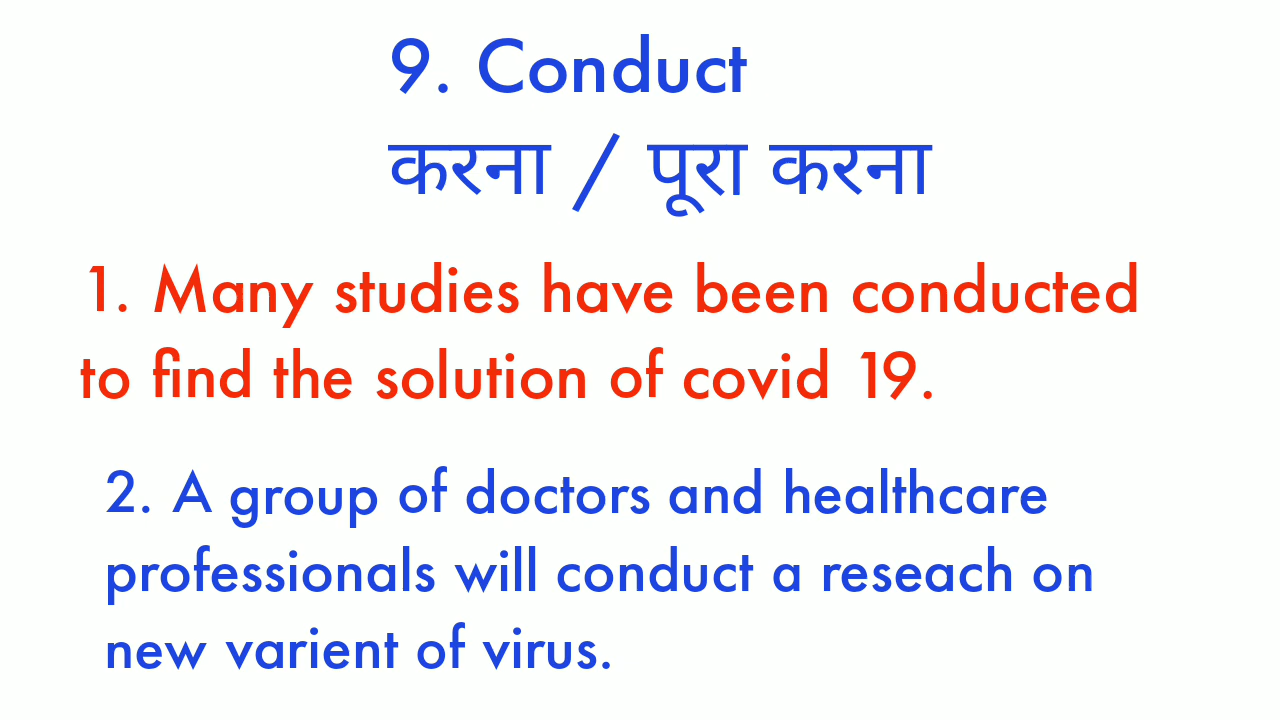 9. Conduct
करना / पूरा करना
1. Many studies have been conducted
to find the solution of covid 19.
2. A group of doctors and healthcare
professionals will conduct a reseach on
new varient of virus.